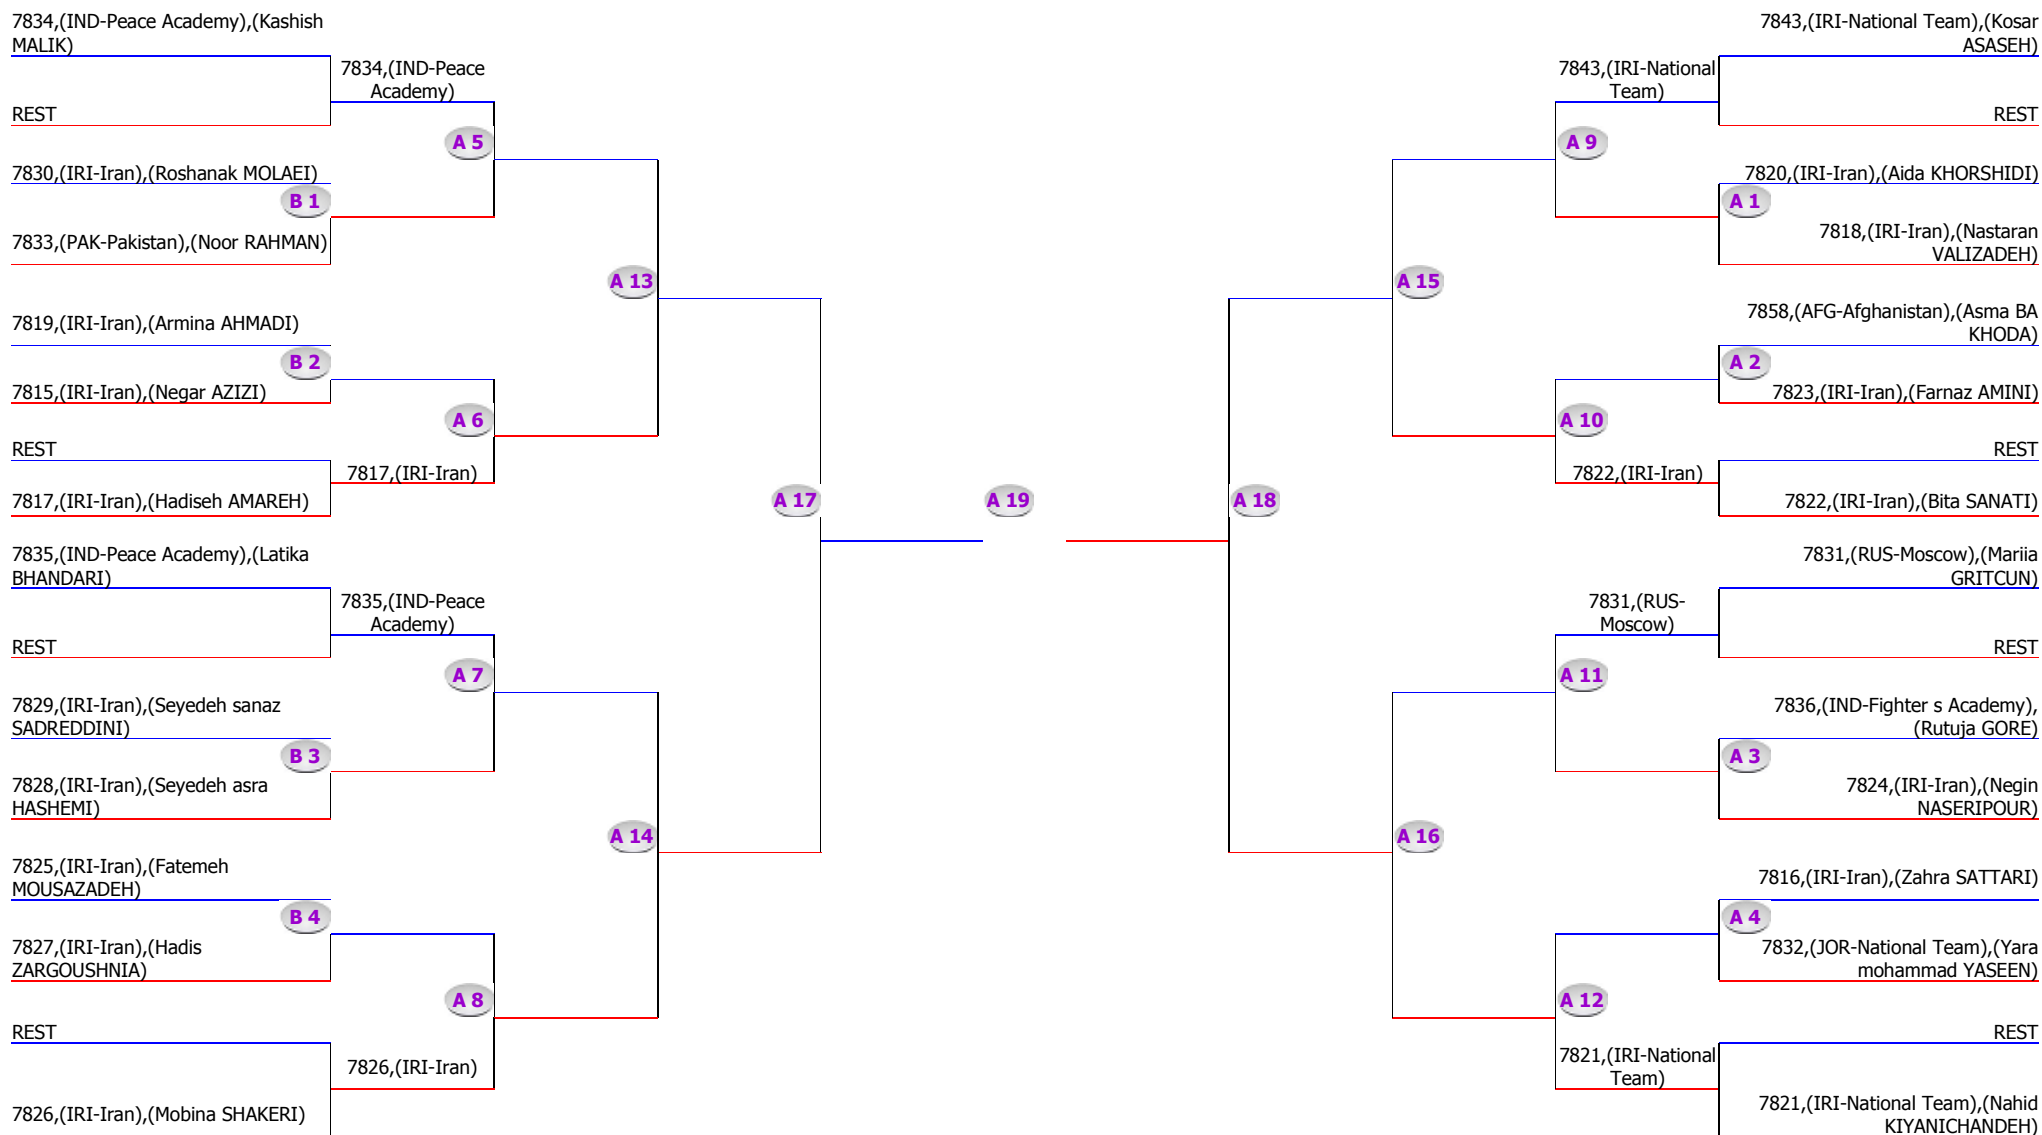 7834,(IND-Peace Academy),(Kashish
MALIK)
7834,(IND-Peace
Academy)
REST
A 5
7830,(IRI-Iran),(Roshanak MOLAEI)
B 1
7833,(PAK-Pakistan),(Noor RAHMAN)
A 13
7819,(IRI-Iran),(Armina AHMADI)
B 2
7815,(IRI-Iran),(Negar AZIZI)
A 6
REST
7817,(IRI-Iran)
7817,(IRI-Iran),(Hadiseh AMAREH)
A 17
7835,(IND-Peace Academy),(Latika
BHANDARI)
7835,(IND-Peace
Academy)
REST
A 7
7829,(IRI-Iran),(Seyedeh sanaz
SADREDDINI)
B 3
7828,(IRI-Iran),(Seyedeh asra
HASHEMI)
A 14
7825,(IRI-Iran),(Fatemeh
MOUSAZADEH)
B 4
7827,(IRI-Iran),(Hadis
ZARGOUSHNIA)
A 8
REST
7826,(IRI-Iran)
7826,(IRI-Iran),(Mobina SHAKERI)
A 19
7843,(IRI-National Team),(Kosar
ASASEH)
7843,(IRI-National
Team)
REST
A 9
7820,(IRI-Iran),(Aida KHORSHIDI)
A 1
7818,(IRI-Iran),(Nastaran
VALIZADEH)
A 15
7858,(AFG-Afghanistan),(Asma BA
KHODA)
A 2
7823,(IRI-Iran),(Farnaz AMINI)
A 10
REST
7822,(IRI-Iran)
7822,(IRI-Iran),(Bita SANATI)
A 18
7831,(RUS-Moscow),(Mariia
GRITCUN)
7831,(RUS-
Moscow)
REST
A 11
7836,(IND-Fighter s Academy),
(Rutuja GORE)
A 3
7824,(IRI-Iran),(Negin
NASERIPOUR)
A 16
7816,(IRI-Iran),(Zahra SATTARI)
A 4
7832,(JOR-National Team),(Yara
mohammad YASEEN)
A 12
REST
7821,(IRI-National
Team)
7821,(IRI-National Team),(Nahid
KIYANICHANDEH)